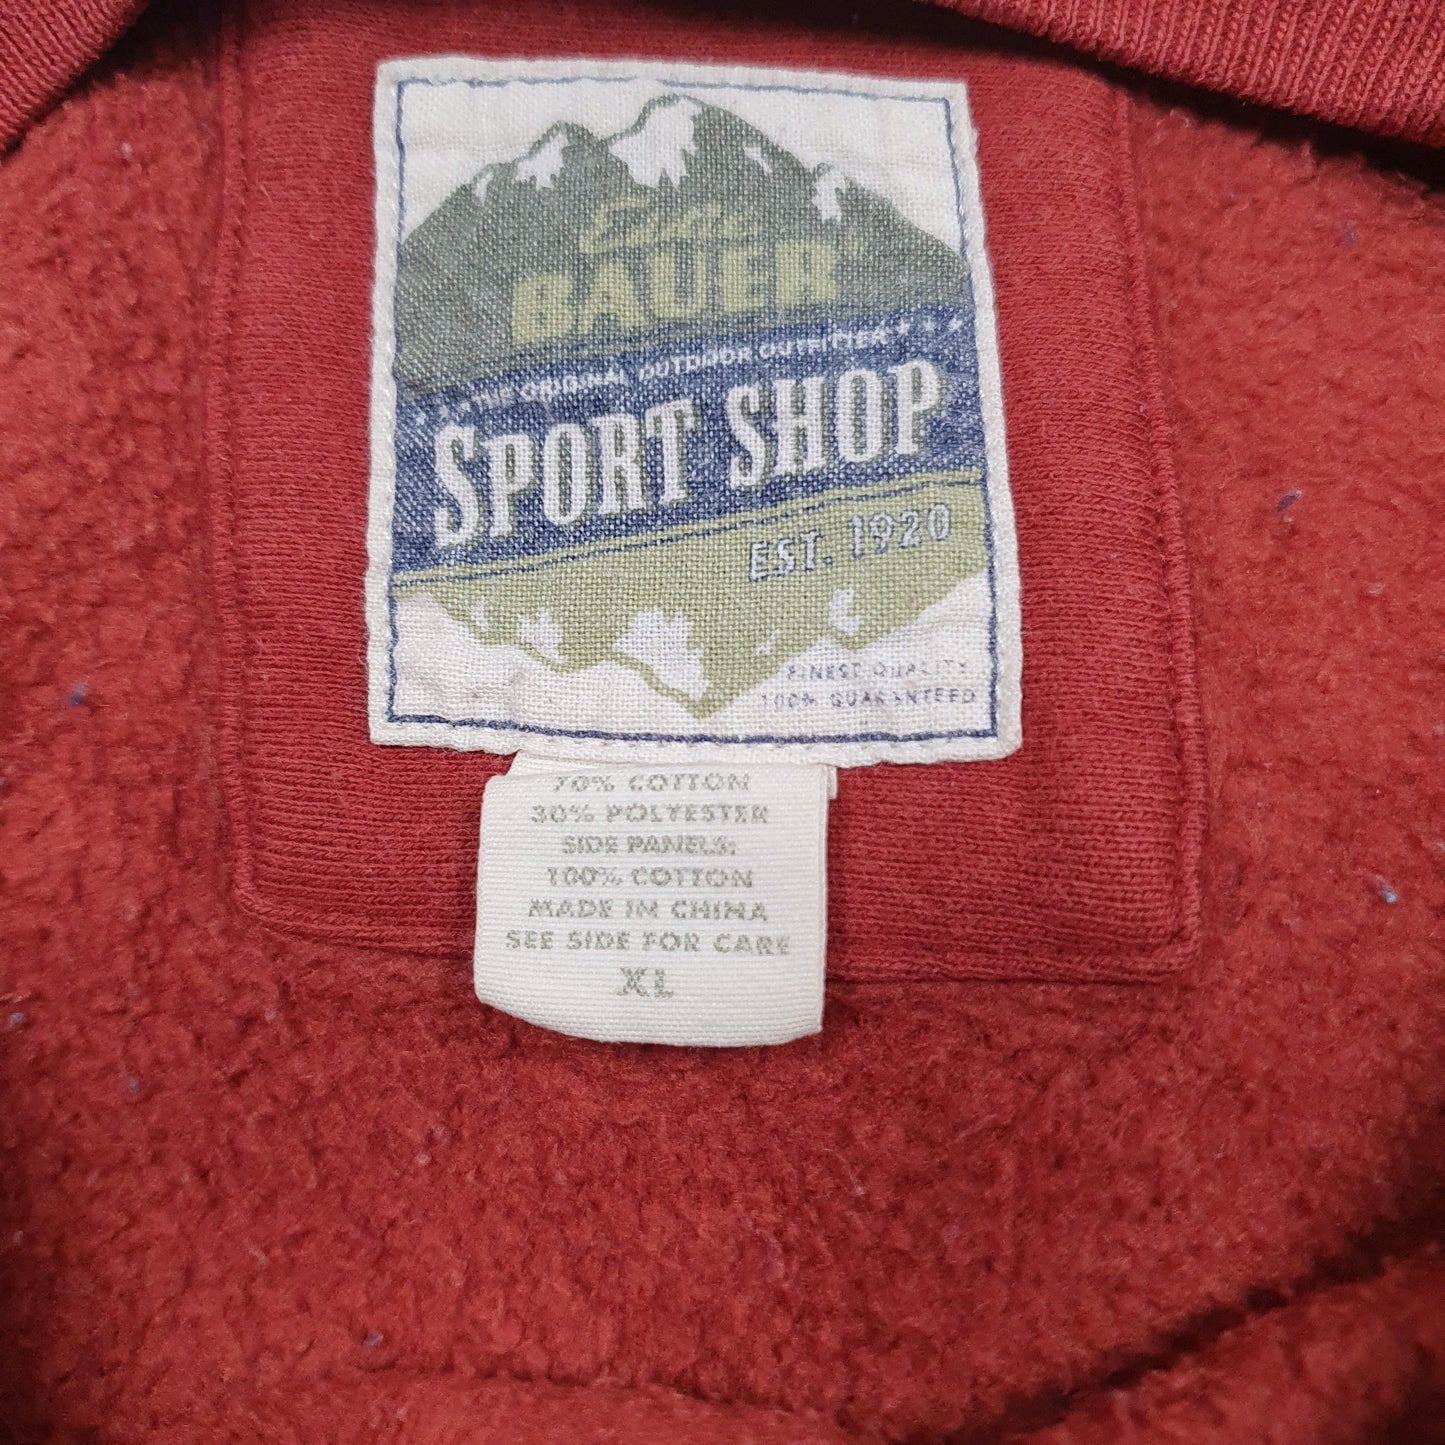 Eddie
BAUER
THE ORIGINAL OUTDOOR OUTFITTER
SPORT SHOP
EST. 1920
FINEST QUALITY
100% GUARANTEED
70% COTTON
30% POLYESTER
SIDE PANELS:
100% COTTON
MADE IN CHINA
SEE SIDE FOR CARE
XL